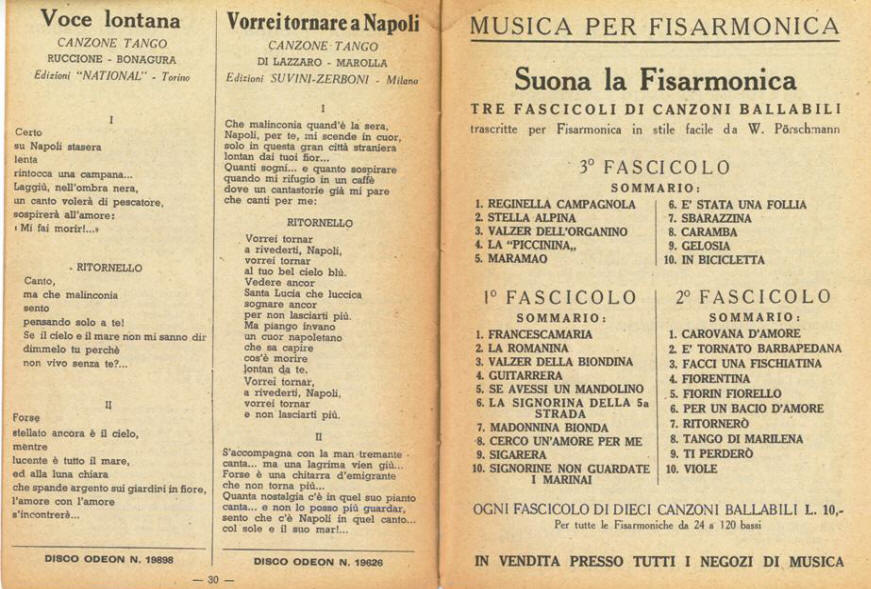 Voce lontana
CANZONE TANGO
RUCCIONE - BONAGURA
Edizioni "NATIONAL" - Torino
I
Certo
su Napoli stasera
lenta
rintocca una campana...
Laggiù, nell'ombra nera,
un canto volerà di pescatore,
sospirerà all'amore:
« Mi fai morir!...»
RITORNELLO
Canto,
ma che malinconia
sento
pensando solo a te!
Se il cielo e il mare non mi sanno dir
dimmelo tu perchè
non vivo senza te?...
II
Forse
stellato ancora è il cielo,
mentre
lucente è tutto il mare,
ed alla luna chiara
che spande argento sui giardini in fiore,
l'amore con l'amore
s'incontrerè...
DISCO ODEON N. 19898
Vorrei tornare a Napoli
CANZONE TANGO
DI LAZZARO - MAROLLA
Edizioni SUVINI-ZERBONI - Milano
I
Che malinconia quand'è la sera,
Napoli, per te, mi scende in cuor,
solo in questa gran città straniera
lontan dai tuoi fior...
Quanti sogni... e quanto sospirare
quando mi rifugio in un caffè
dove un cantastorie già mi pare
che canti per me:
RITORNELLO
Vorrei tornar
a rivederti, Napoli,
vorrei tornar
al tuo bel cielo blù.
Vedere ancor
Santa Lucia che luccica
sognare ancor
per non lasciarti più.
Ma piango invano
un cuor napoletano
che sa capire
cos'è morire
lontan da te.
Vorrei tornar,
a rivederti, Napoli,
vorrei tornar
e non lasciarti più.
II
S'accompagna con la man tremante
canta... ma una lagrima vien giù...
Forse è una chitarra d'emigrante
che non torna più...
Quanta nostalgia c'è in quel suo pianto
canta... e non lo posso più guardar,
sento che c'è Napoli in quel canto...
col sole e il suo mar!...
DISCO ODEON N. 19626
— 30 —
MUSICA PER FISARMONICA
Suona la Fisarmonica
TRE FASCICOLI DI CANZONI BALLABILI
trascritte per Fisarmonica in stile facile da W. Pörschmann
3° FASCICOLO
SOMMARIO:
1. REGINELLA CAMPAGNOLA
2. STELLA ALPINA
3. VALZER DELL'ORGANINO
4. LA "PICCININA„
5. MARAMAO
6. E' STATA UNA FOLLIA
7. SBARAZZINA
8. CARAMBA
9. GELOSIA
10. IN BICICLETTA
1° FASCICOLO
SOMMARIO:
1. FRANCESCAMARIA
2. LA ROMANINA
3. VALZER DELLA BIONDINA
4. GUITARRERA
5. SE AVESSI UN MANDOLINO
6. LA SIGNORINA DELLA 5a
STRADA
7. MADONNINA BIONDA
8. CERCO UN'AMORE PER ME
9. SIGARERA
10. SIGNORINE NON GUARDATE
I MARINAI
2° FASCICOLO
SOMMARIO:
1. CAROVANA D'AMORE
2. E' TORNATO BARBAPEDANA
3. FACCI UNA FISCHIATINA
4. FIORENTINA
5. FIORIN FIORELLO
6. PER UN BACIO D'AMORE
7. RITORNERÒ
8. TANGO DI MARILENA
9. TI PERDERÒ
10. VIOLE
OGNI FASCICOLO DI DIECI CANZONI BALLABILI L. 10,-
Per tutte le Fisarmoniche da 24 a 120 bassi
IN VENDITA PRESSO TUTTI I NEGOZI DI MUSICA